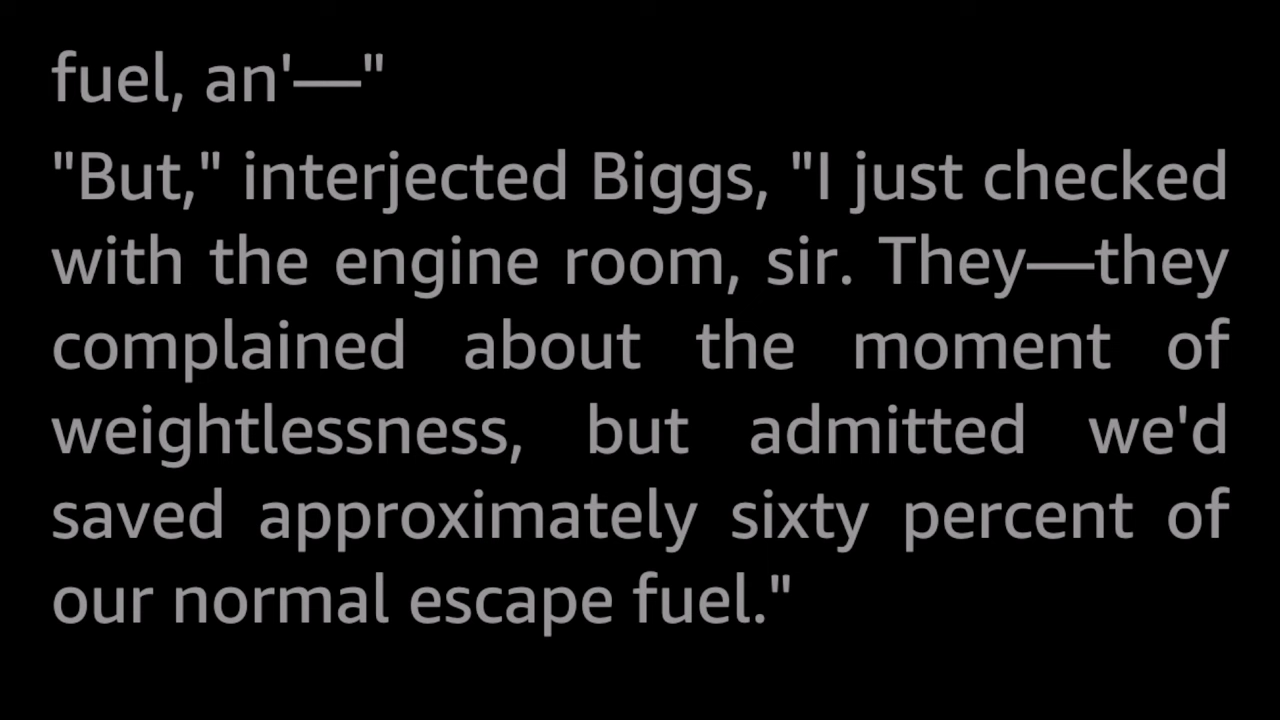 fuel, an'—"
"But," interjected Biggs, "I just checked
with the engine room, sir. They—they
complained about the moment of
weightlessness, but admitted we'd
saved approximately sixty percent of
our normal escape fuel."